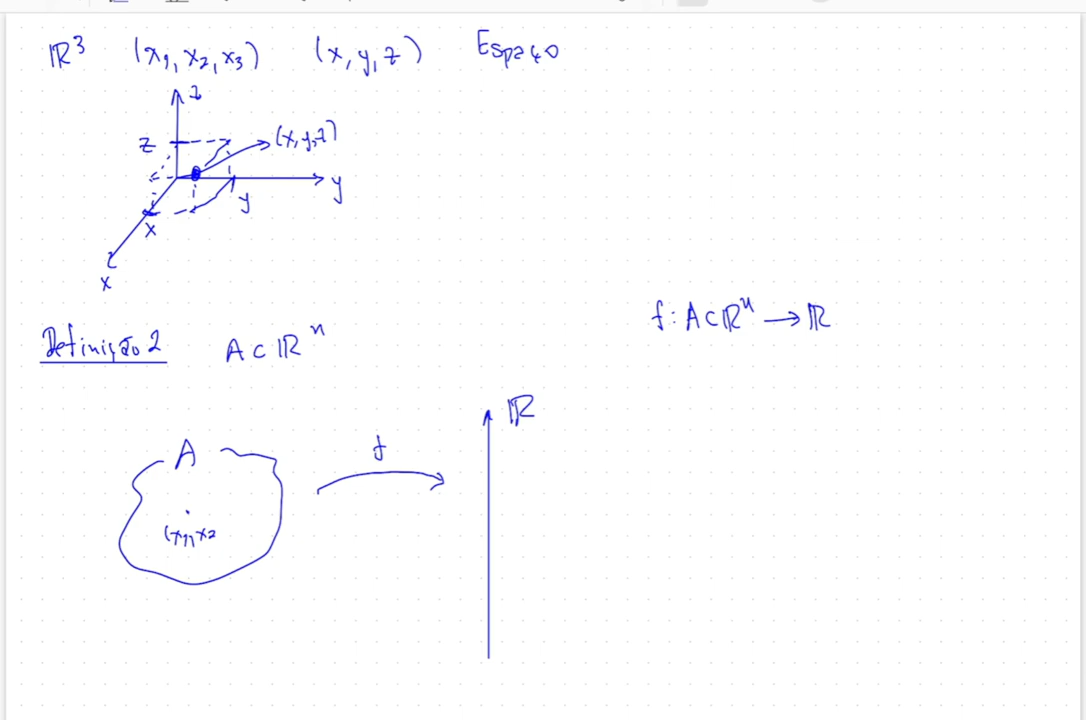 ℝ³ (x₁, x₂, x₃) (x, y, z) Espaço
z
z (x, y, z)
y
y
x
x
f: A⊂ℝⁿ → ℝ
Definição 2 A ⊂ ℝⁿ
ℝ
A f
(x₁, x₂